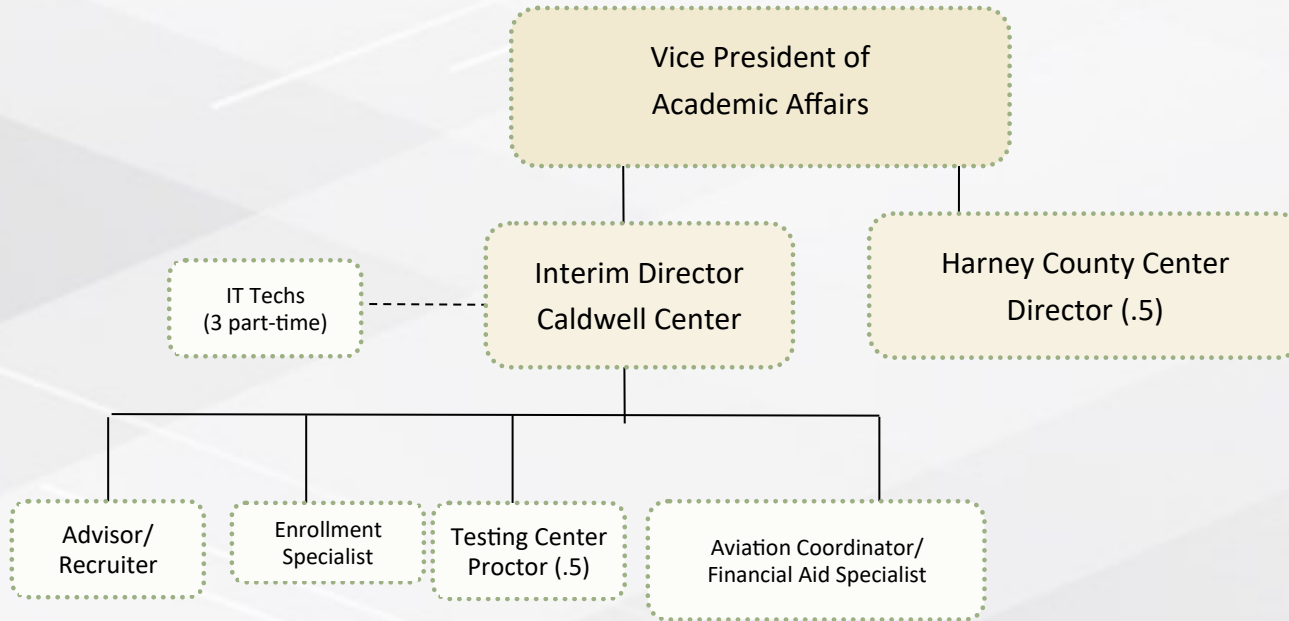 Vice President of
Academic Affairs
Interim Director
Caldwell Center
Harney County Center
Director (.5)
IT Techs
(3 part-time)
Advisor/
Recruiter
Enrollment
Specialist
Testing Center
Proctor (.5)
Aviation Coordinator/
Financial Aid Specialist